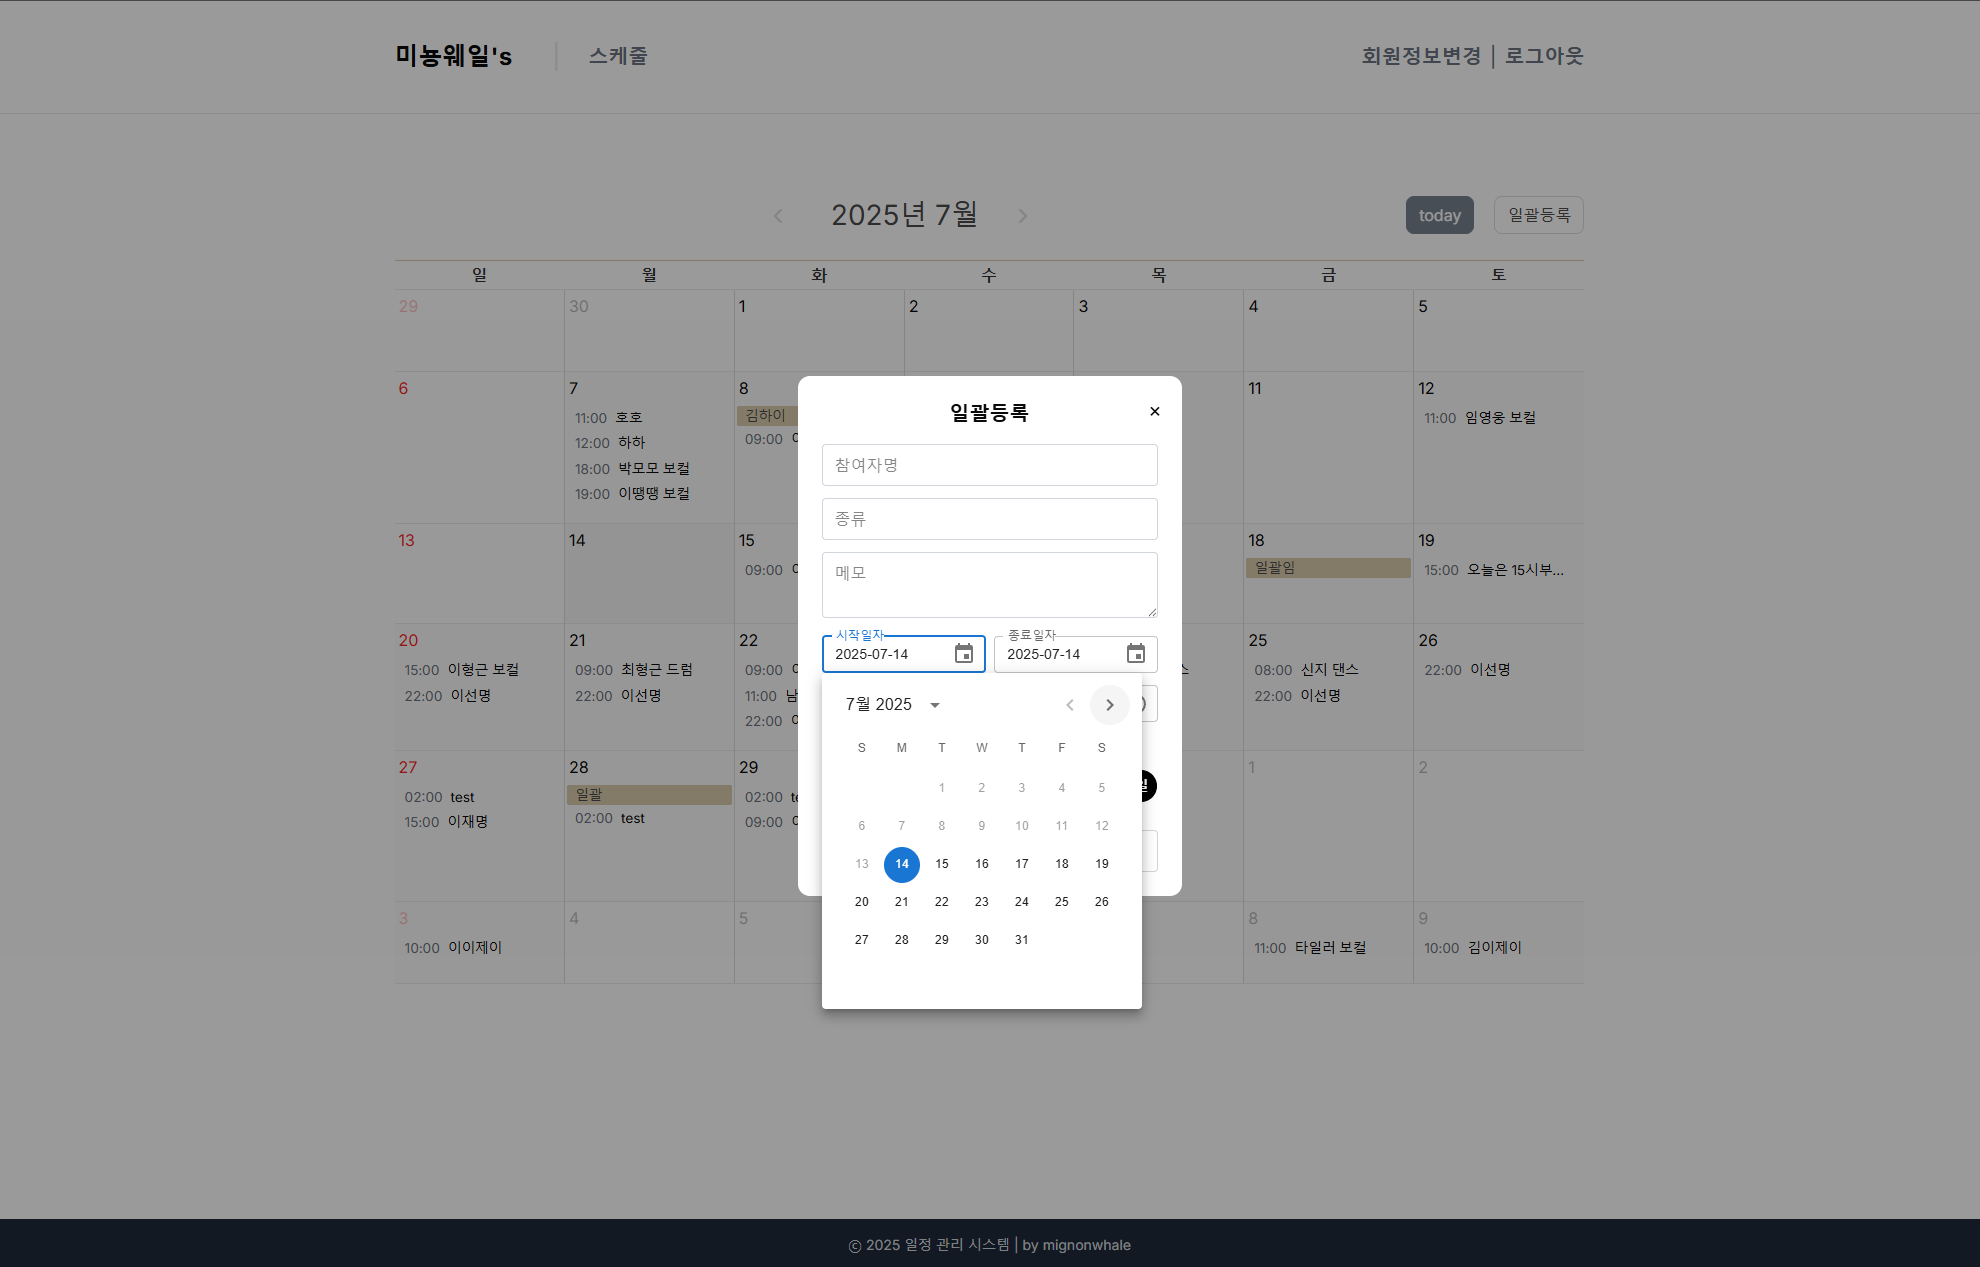 미뇽웨일's 스케줄 회원정보변경 | 로그아웃
2025년 7월 today 일괄등록
일 월 화 수 목 금 토
29 30 1 2 3 4 5
6 7 8 11 12
11:00 호호
12:00 하하
18:00 박모모 보컬
19:00 이땡땡 보컬
김하이
09:00
11:00 임영웅 보컬
13 14 15 18 19
09:00
일괄임
15:00 오늘은 15시부...
20 21 22 25 26
15:00 이형근 보컬
22:00 이선명
09:00 최형근 드럼
22:00 이선명
09:00
11:00 남
22:00
08:00 신지 댄스
22:00 이선명
22:00 이선명
27 28 29 1 2
02:00 test
15:00 이재명
일괄
02:00 test
02:00 te
09:00
3 4 5 8 9
10:00 이이제이
11:00 타일러 보컬
10:00 김이제이
일괄등록 ×
참여자명
종류
메모
시작일자
2025-07-14
종료일자
2025-07-14
7월 2025
S M T W T F S
1 2 3 4 5
6 7 8 9 10 11 12
13 14 15 16 17 18 19
20 21 22 23 24 25 26
27 28 29 30 31
© 2025 일정 관리 시스템 | by mignonwhale